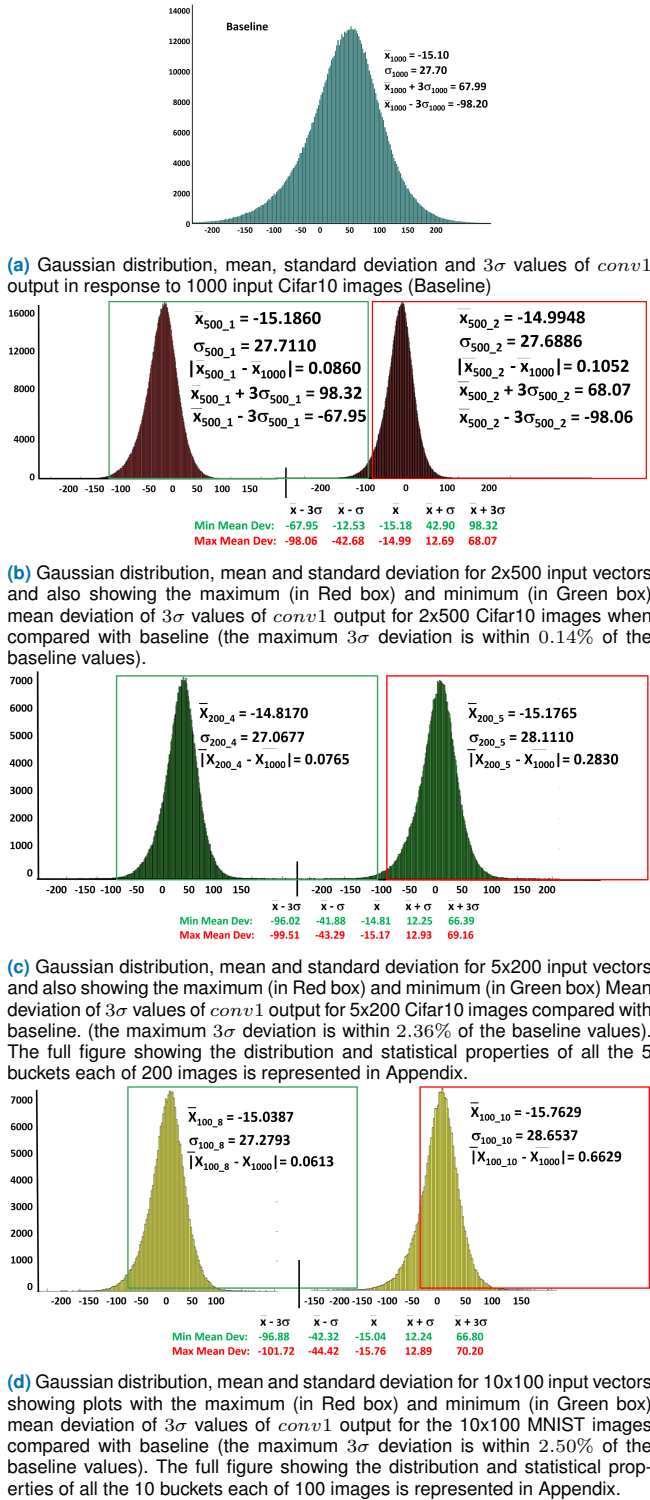 14000
Baseline
12000
x̄1000 = -15.10
σ1000 = 27.70
10000
x̄1000 + 3σ1000 = 67.99
x̄1000 - 3σ1000 = -98.20
8000
6000
4000
2000
0
-200 -150 -100 -50 0 50 100 150 200
(a) Gaussian distribution, mean, standard deviation and 3σ values of conv1
output in response to 1000 input Cifar10 images (Baseline)
16000
12000
8000
4000
0
x̄500_1 = -15.1860
σ500_1 = 27.7110
|x̄500_1 - x̄1000| = 0.0860
x̄500_1 + 3σ500_1 = 98.32
x̄500_1 - 3σ500_1 = -67.95
x̄500_2 = -14.9948
σ500_2 = 27.6886
|x̄500_2 - x̄1000| = 0.1052
x̄500_2 + 3σ500_2 = 68.07
x̄500_2 - 3σ500_2 = -98.06
-200 -150 -100 -50 0 50 100 150 200 -200 -150 -100 -50 0 50 100 150 200
x̄ - 3σ x̄ - σ x̄ x̄ + σ x̄ + 3σ
Min Mean Dev: -67.95 -12.53 -15.18 42.90 98.32
Max Mean Dev: -98.06 -42.68 -14.99 12.69 68.07
(b) Gaussian distribution, mean and standard deviation for 2x500 input vectors
and also showing the maximum (in Red box) and minimum (in Green box)
mean deviation of 3σ values of conv1 output for 2x500 Cifar10 images when
compared with baseline (the maximum 3σ deviation is within 0.14% of the
baseline values).
7000
6000
5000
4000
3000
2000
1000
0
X̄200_4 = -14.8170
σ200_4 = 27.0677
|X̄200_4 - X̄1000| = 0.0765
X̄200_5 = -15.1765
σ200_5 = 28.1110
|X̄200_5 - X̄1000| = 0.2830
-200 -150 -100 -50 0 50 100 150 -200 -150 -100 -50 0 50 100 150 200
x̄ - 3σ x̄ - σ x̄ x̄ + σ x̄ + 3σ
Min Mean Dev: -96.02 -41.88 -14.81 12.25 66.39
Max Mean Dev: -99.51 -43.29 -15.17 12.93 69.16
(c) Gaussian distribution, mean and standard deviation for 5x200 input vectors
and also showing the maximum (in Red box) and minimum (in Green box) Mean
deviation of 3σ values of conv1 output for 5x200 Cifar10 images compared with
baseline. (the maximum 3σ deviation is within 2.36% of the baseline values).
The full figure showing the distribution and statistical properties of all the 5
buckets each of 200 images is represented in Appendix.
7000
6000
5000
4000
3000
2000
1000
0
X̄100_8 = -15.0387
σ100_8 = 27.2793
|X̄100_8 - X̄1000| = 0.0613
X̄100_10 = -15.7629
σ100_10 = 28.6537
|X̄100_10 - X̄1000| = 0.6629
-200 -150 -100 -50 0 50 100 -150 -150 -100 -50 0 50 100 150
x̄ - 3σ x̄ - σ x̄ x̄ + σ x̄ + 3σ
Min Mean Dev: -96.88 -42.32 -15.04 12.24 66.80
Max Mean Dev: -101.72 -44.42 -15.76 12.89 70.20
(d) Gaussian distribution, mean and standard deviation for 10x100 input vectors
showing plots with the maximum (in Red box) and minimum (in Green box)
mean deviation of 3σ values of conv1 output for the 10x100 MNIST images
compared with baseline (the maximum 3σ deviation is within 2.50% of the
baseline values). The full figure showing the distribution and statistical prop-
erties of all the 10 buckets each of 100 images is represented in Appendix.